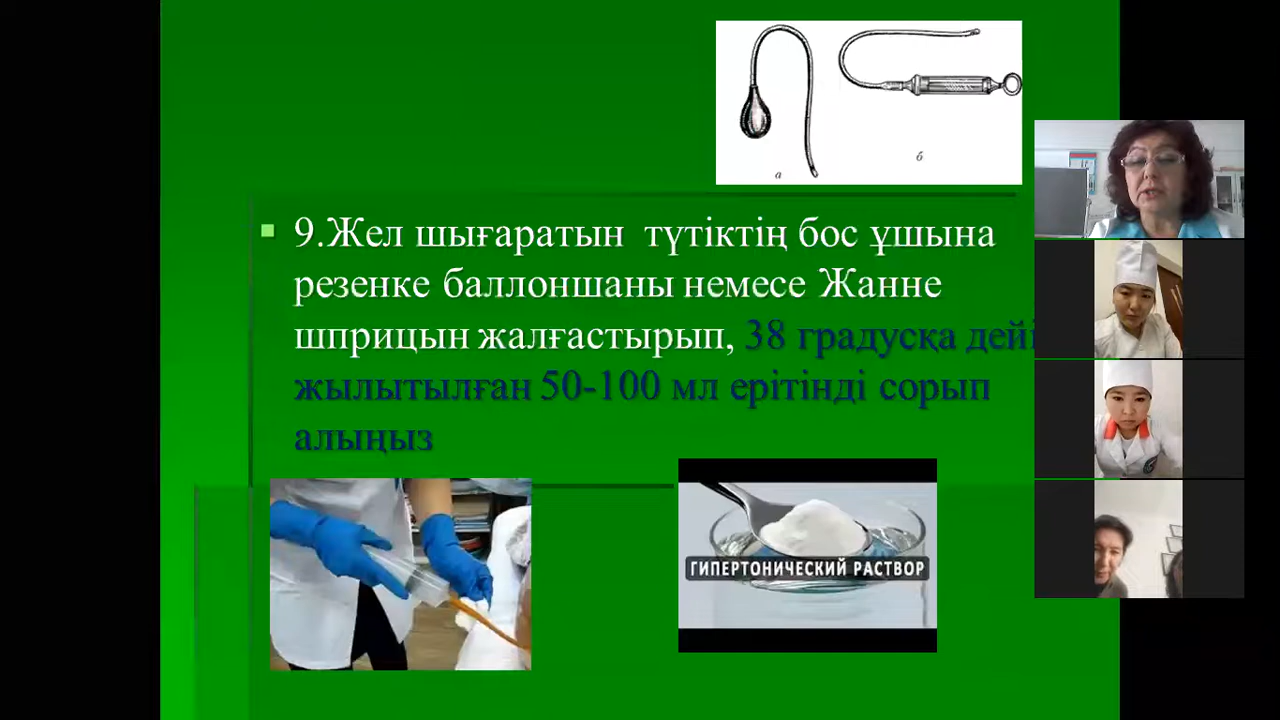 а
б
9.Жел шығаратын түтіктің бос ұшына
резенке баллоншаны немесе Жанне
шприцын жалғастырып, 38 градусқа дейі
жылытылған 50-100 мл ерітінді сорып
алыңыз
ГИПЕРТОНИЧЕСКИЙ РАСТВОР